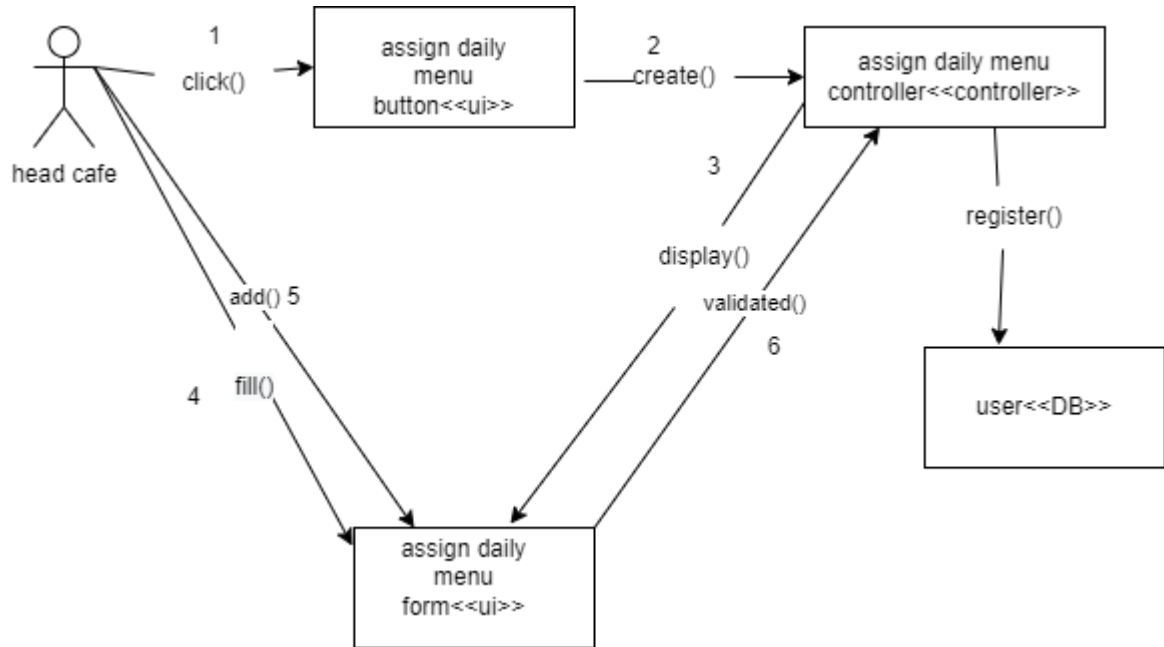 1
click()
head cafe
assign daily
menu
button<<ui>>
2
create()
assign daily menu
controller<<controller>>
3
display()
register()
add() 5
validated()
6
4
fill()
user<<DB>>
assign daily
menu
form<<ui>>